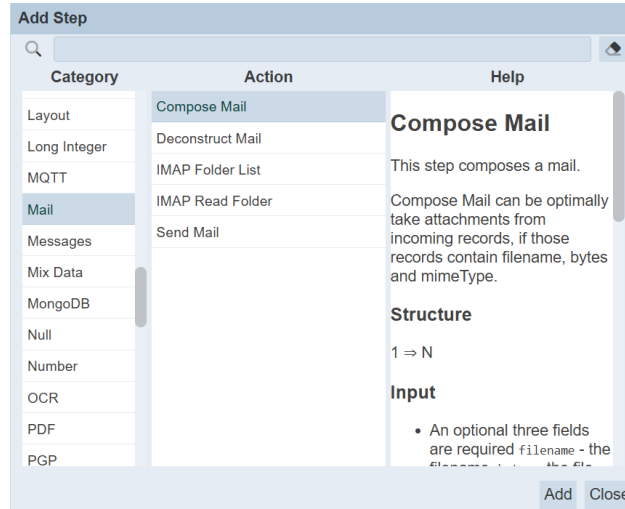 Add Step
Category
Action
Help
Layout
Long Integer
MQTT
Mail
Messages
Mix Data
MongoDB
Null
Number
OCR
PDF
PGP
Compose Mail
Deconstruct Mail
IMAP Folder List
IMAP Read Folder
Send Mail
Compose Mail
This step composes a mail.
Compose Mail can be optimally
take attachments from
incoming records, if those
records contain filename, bytes
and mimeType.
Structure
1 ⇒ N
Input
• An optional three fields
are required filename - the
Add
Close